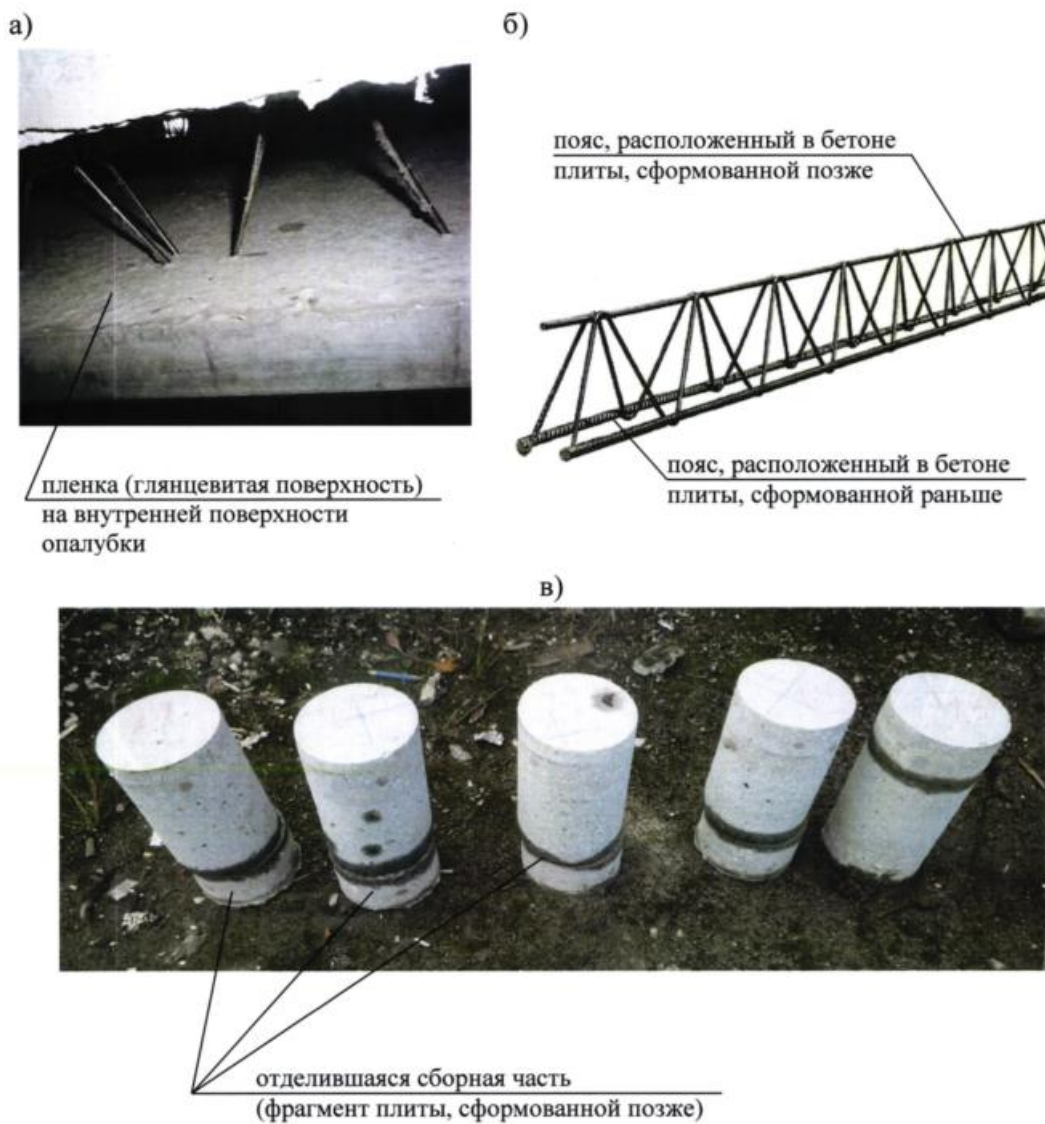 а)
б)
пояс, расположенный в бетоне
плиты, сформованной позже
пояс, расположенный в бетоне
плиты, сформованной раньше
пленка (глянцевитая поверхность)
на внутренней поверхности
опалубки
в)
отделившаяся сборная часть
(фрагмент плиты, сформованной позже)